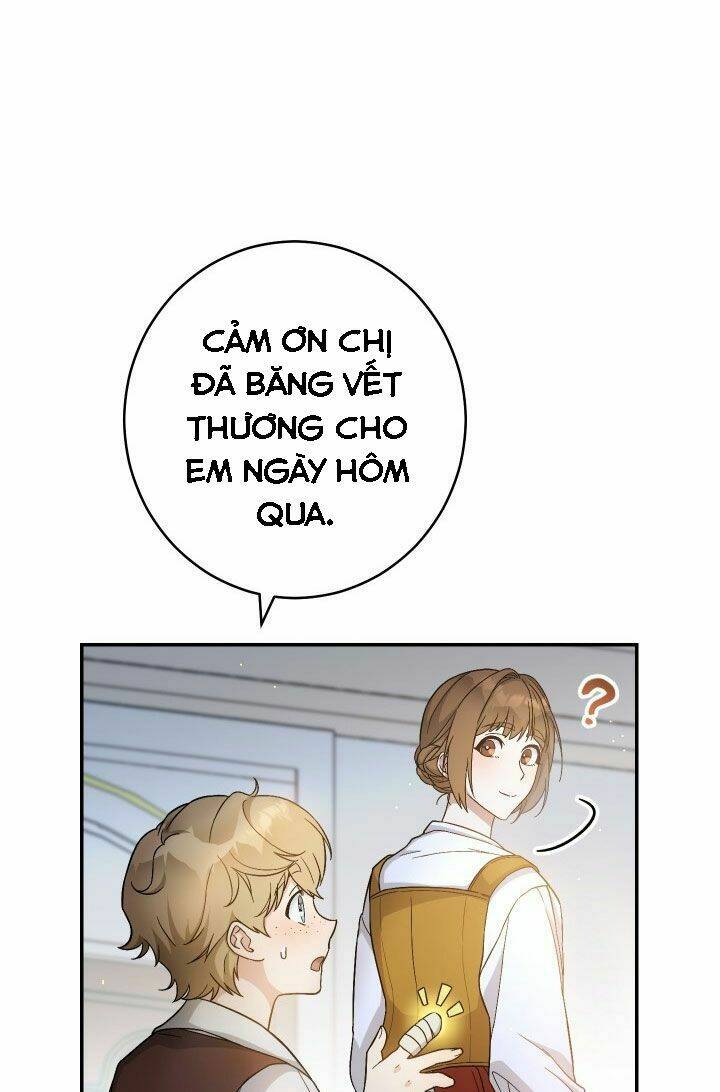 CẢM ƠN CHỊ
ĐÃ BĂNG VẾT
THƯƠNG CHO
EM NGÀY HÔM
QUA.
?